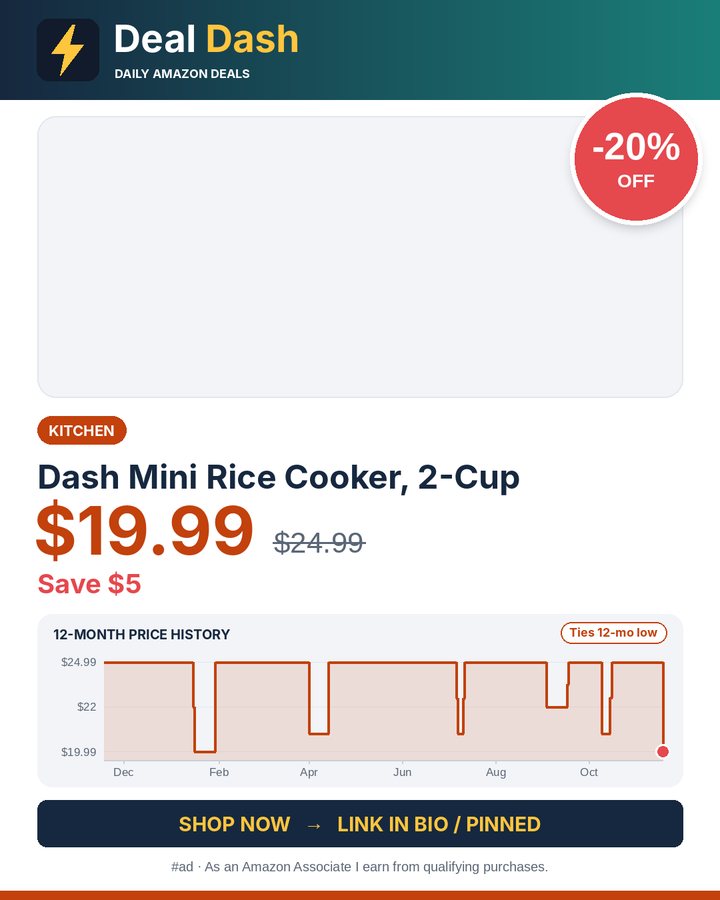 Deal Dash
DAILY AMAZON DEALS
-20%
OFF
KITCHEN
Dash Mini Rice Cooker, 2-Cup
$19.99 $24.99
Save $5
12-MONTH PRICE HISTORY
Ties 12-mo low
$24.99
$22
$19.99
Dec Feb Apr Jun Aug Oct
SHOP NOW → LINK IN BIO / PINNED
#ad · As an Amazon Associate I earn from qualifying purchases.